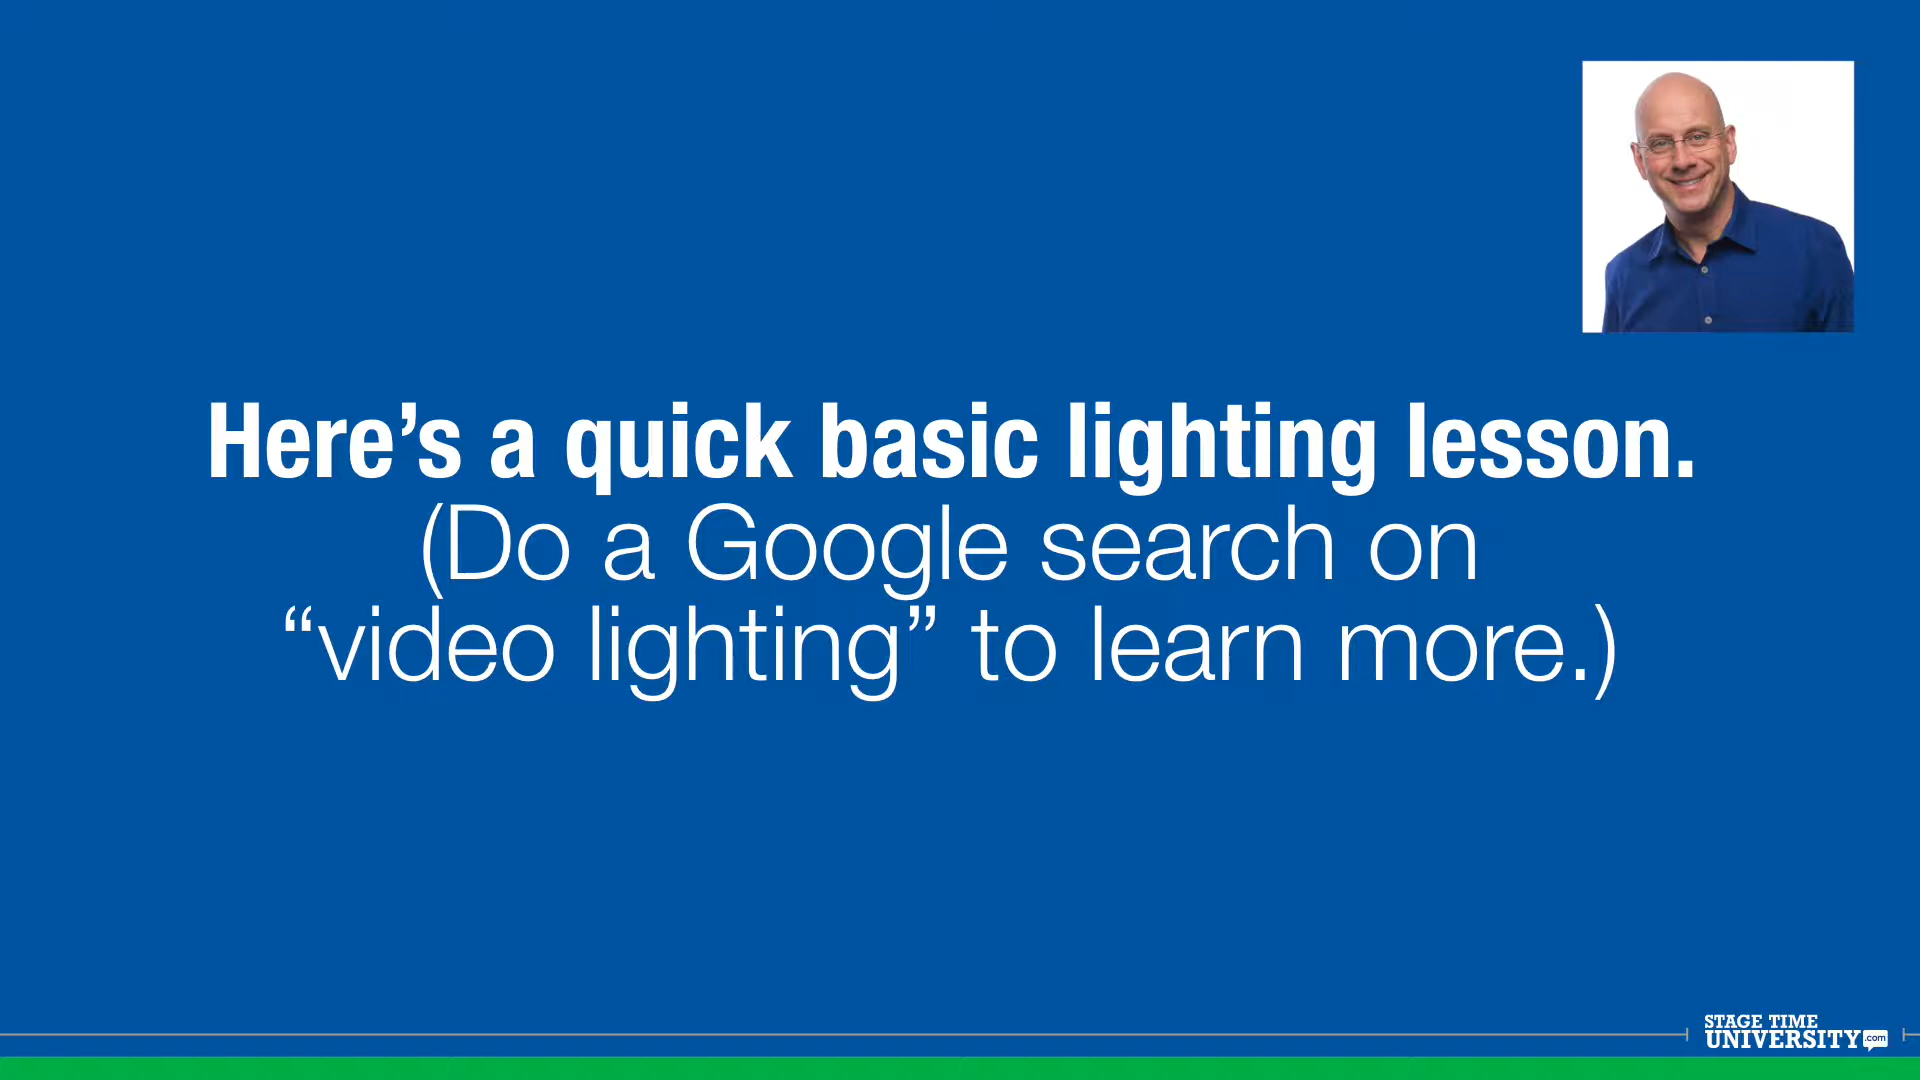 Here’s a quick basic lighting lesson.
(Do a Google search on
“video lighting” to learn more.)
STAGE TIME
UNIVERSITY.com